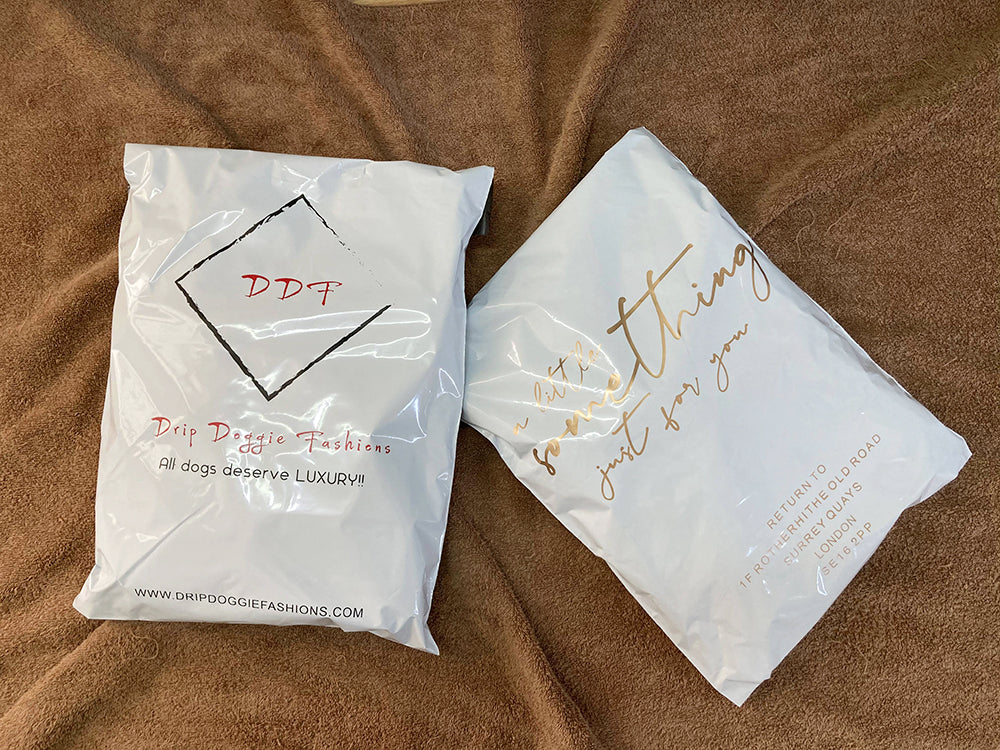 DDF
Drip Doggie Fashions
All dogs deserve LUXURY!!
WWW.DRIPDOGGIEFASHIONS.COM
a little
something
just for you
RETURN TO
1F ROTHERHITHE OLD ROAD
SURREY QUAYS
LONDON
SE16 2PP